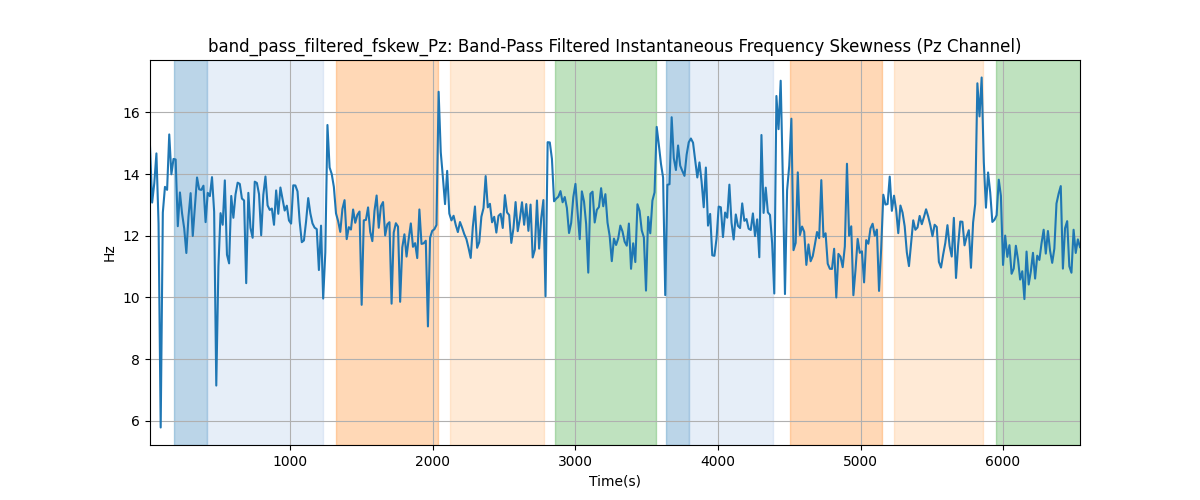 band_pass_filtered_fskew_Pz: Band-Pass Filtered Instantaneous Frequency Skewness (Pz Channel)
16
14
12
10
8
6
Hz
1000 2000 3000 4000 5000 6000
Time(s)